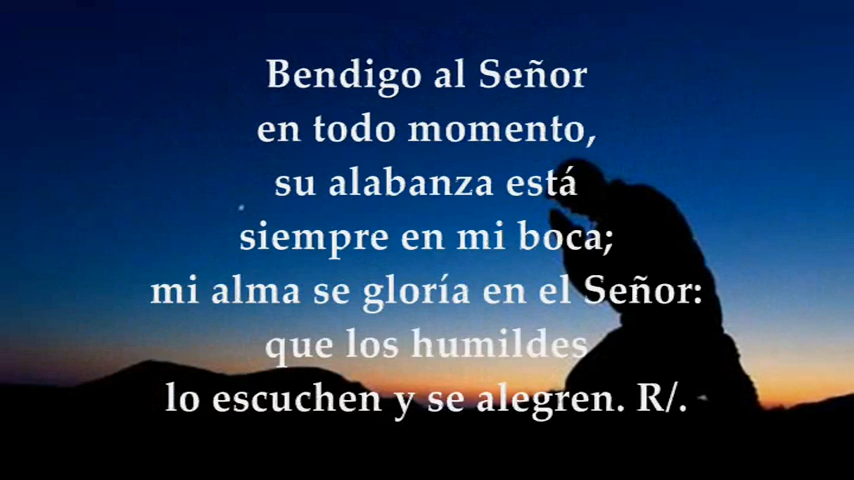 Bendigo al Señor
en todo momento,
su alabanza está
siempre en mi boca;
mi alma se gloría en el Señor:
que los humildes
lo escuchen y se alegren. R/.